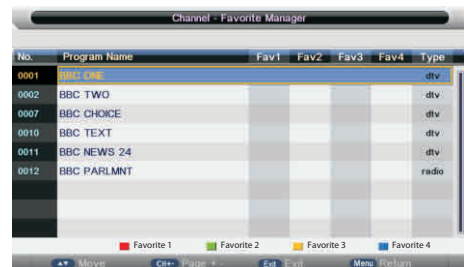 Channel - Favorite Manager
No. Program Name Fav1 Fav2 Fav3 Fav4 Type
0001 BBC ONE dtv
0002 BBC TWO dtv
0007 BBC CHOICE dtv
0010 BBC TEXT dtv
0011 BBC NEWS 24 dtv
0012 BBC PARLMNT radio
Favorite 1 Favorite 2 Favorite 3 Favorite 4
Move CH+- Page + - Exit Exit Menu Return